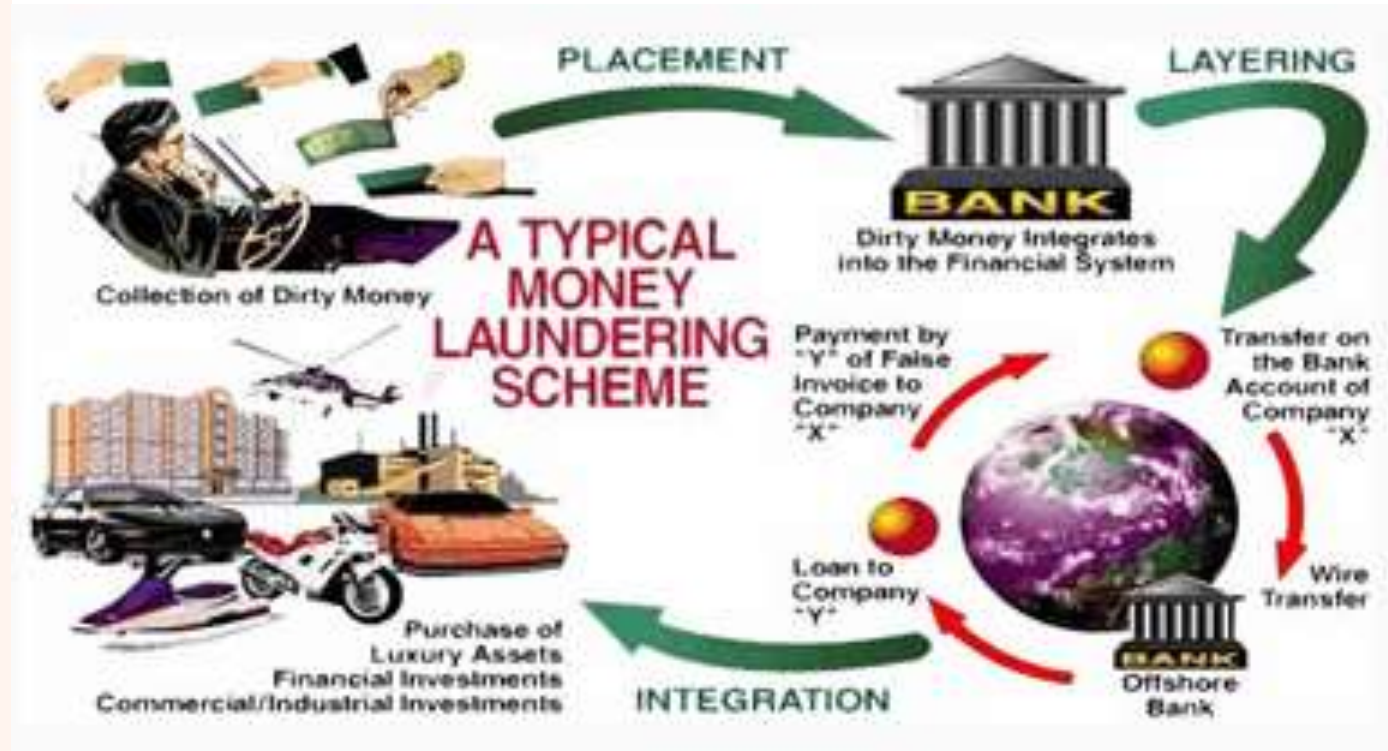 PLACEMENT
LAYERING
BANK
Dirty Money Integrates
into the Financial System
Collection of Dirty Money
A TYPICAL
MONEY
LAUNDERING
SCHEME
Payment by
"Y" of False
Invoice to
Company
"X"
Transfer on
the Bank
Account of
Company
"X"
Wire
Transfer
Loan to
Company
"Y"
BANK
Offshore
Bank
Purchase of
Luxury Assets
Financial Investments
Commercial/Industrial Investments
INTEGRATION